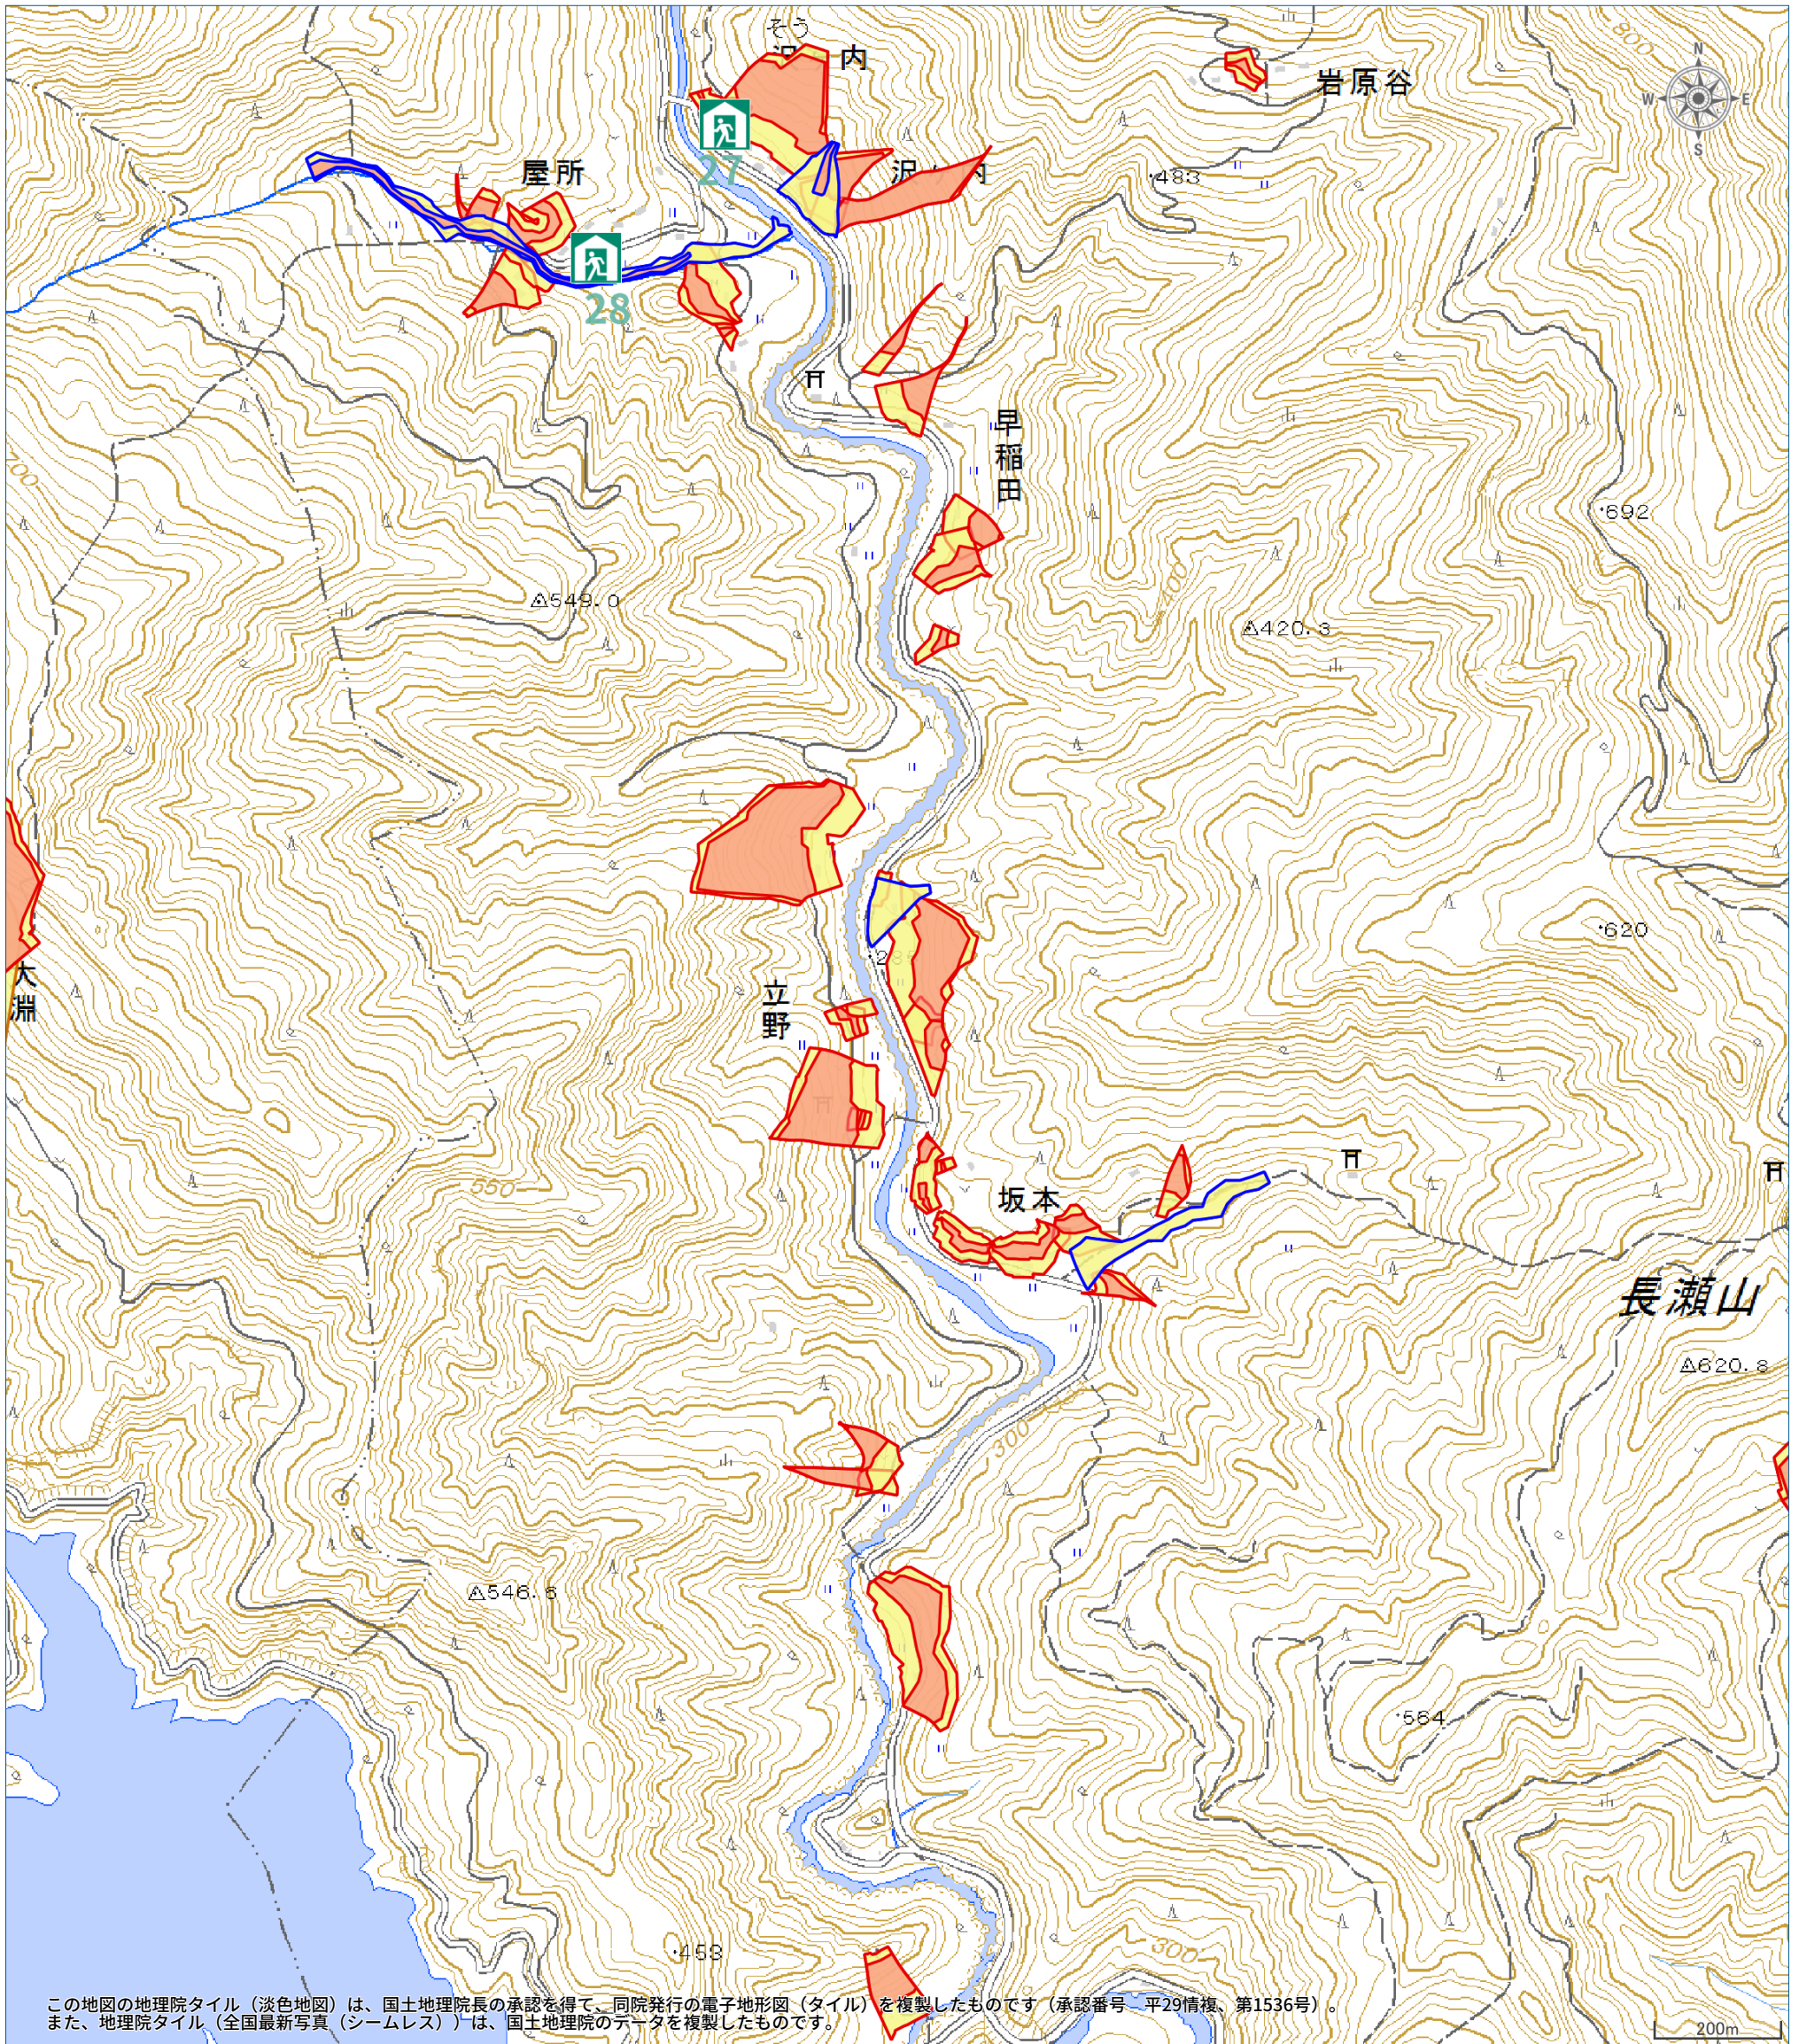 そう
沢 内
岩原谷
800
N
W E
S
屋所
27
沢 内
483
28
早稲田
700
692
549.0
400
420.3
620
大淵
立野
550
坂本
長瀬山
620.8
300
546.6
564
453
300
この地図の地理院タイル（淡色地図）は、国土地理院長の承認を得て、同院発行の電子地形図（タイル）を複製したものです（承認番号 平29情複、第1536号）。
また、地理院タイル（全国最新写真（シームレス））は、国土地理院のデータを複製したものです。
200m